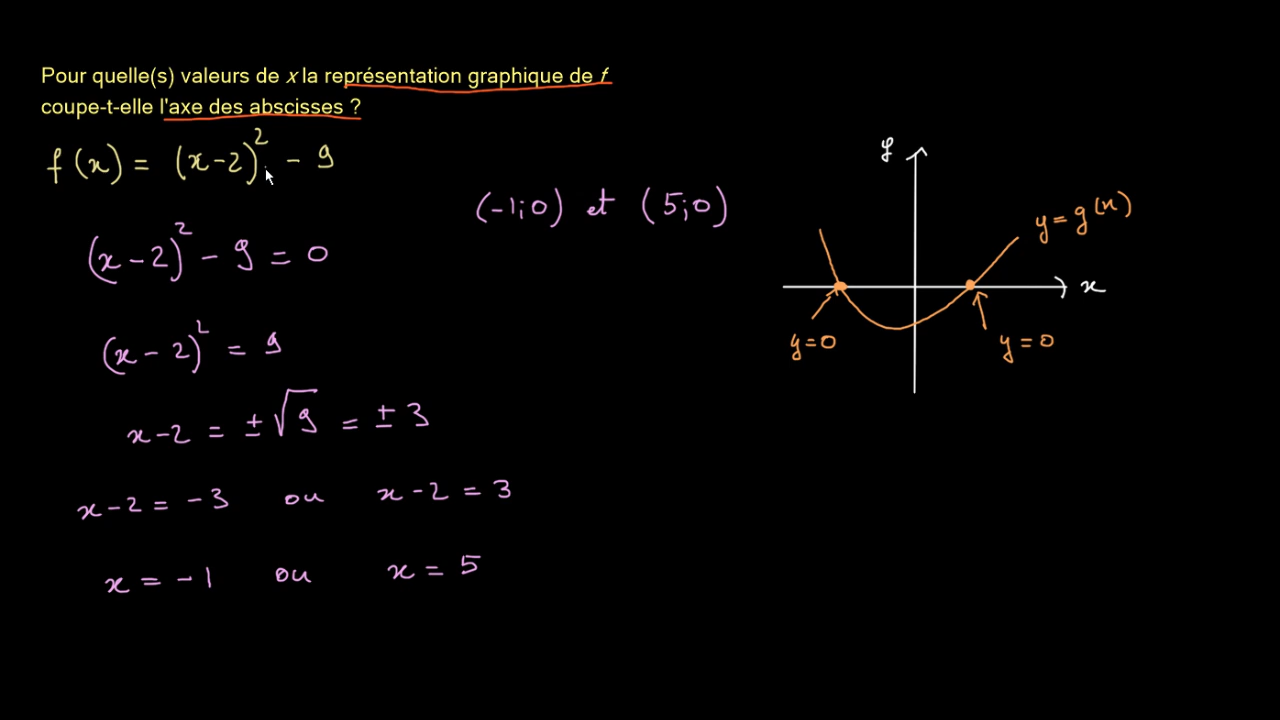 Pour quelle(s) valeurs de x la représentation graphique de f
coupe-t-elle l'axe des abscisses ?
f(x) = (x-2)² - 9
(x-2)² - 9 = 0
(x-2)² = 9
x-2 = ±√9 = ±3
x-2 = -3 ou x-2 = 3
x = -1 ou x = 5
(-1;0) et (5;0)
y
y = g(x)
x
y=0
y=0